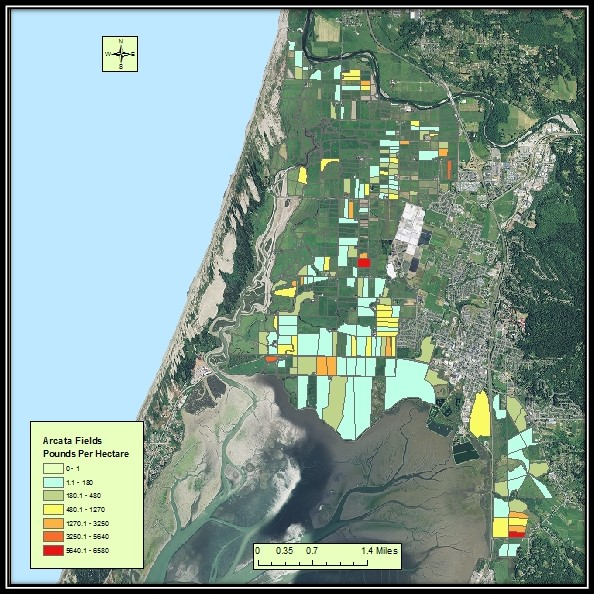 N
W E
S
Arcata Fields
Pounds Per Hectare
0 - 1
1.1 - 180
180.1 - 480
480.1 - 1270
1270.1 - 3250
3250.1 - 5640
5640.1 - 6580
0 0.35 0.7 1.4 Miles